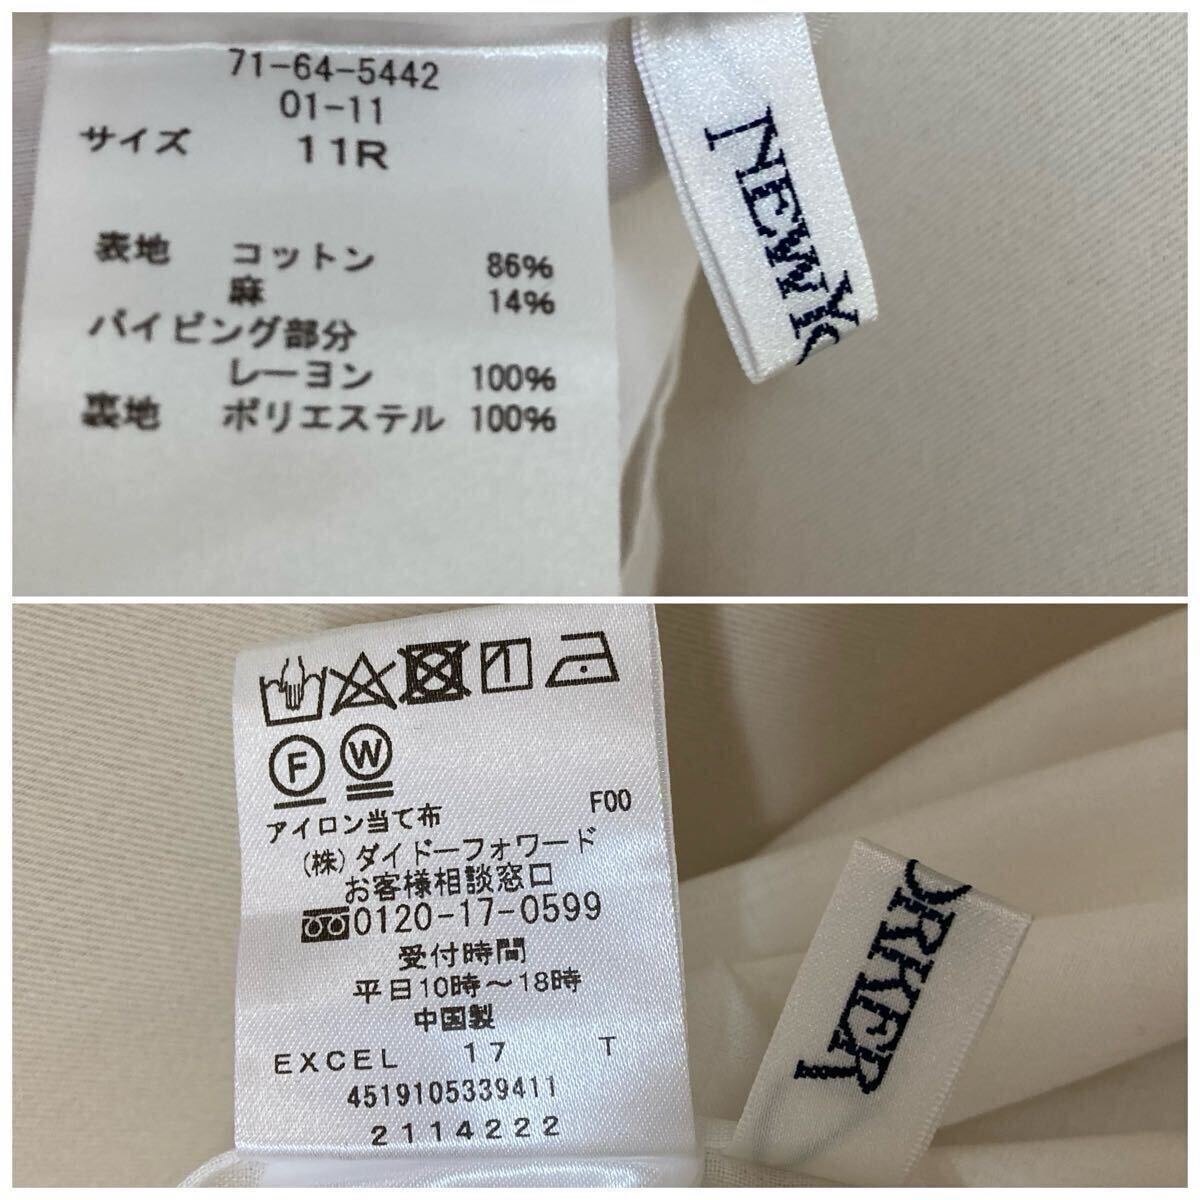 71-64-5442
01-11
サイズ 11R
表地 コットン 86%
麻 14%
パイピング部分
レーヨン 100%
裏地 ポリエステル 100%
NEWYO
F W
アイロン当て布 F00
(株)ダイドーフォワード
お客様相談窓口
0120-17-0599
受付時間
平日10時～18時
中国製
EXCEL 17 T
4519105339411
2114222
ORKER